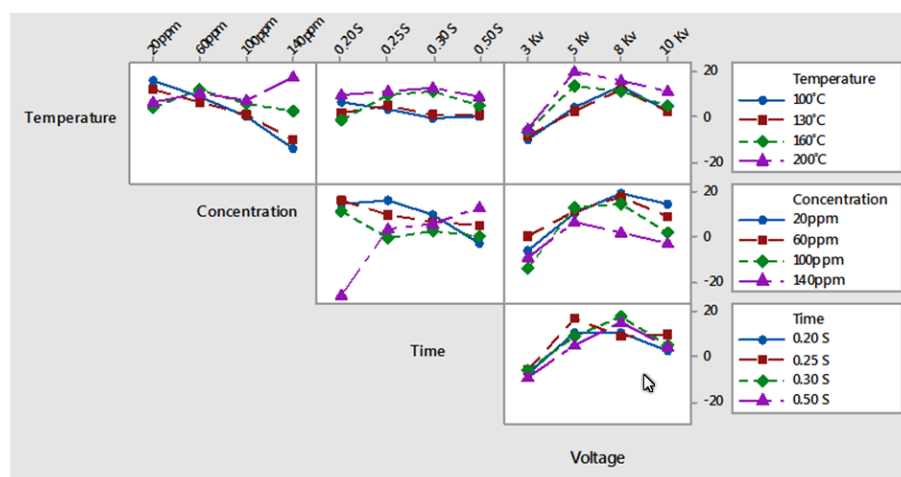 20ppm 60ppm 100ppm 140ppm 0.20 S 0.25 S 0.30 S 0.50 S 3 Kv 5 Kv 8 Kv 10 Kv
Temperature
20
0
-20
Temperature
100°C
130°C
160°C
200°C
Concentration
20
0
-20
Concentration
20ppm
60ppm
100ppm
140ppm
Time
20
0
-20
Time
0.20 S
0.25 S
0.30 S
0.50 S
Voltage